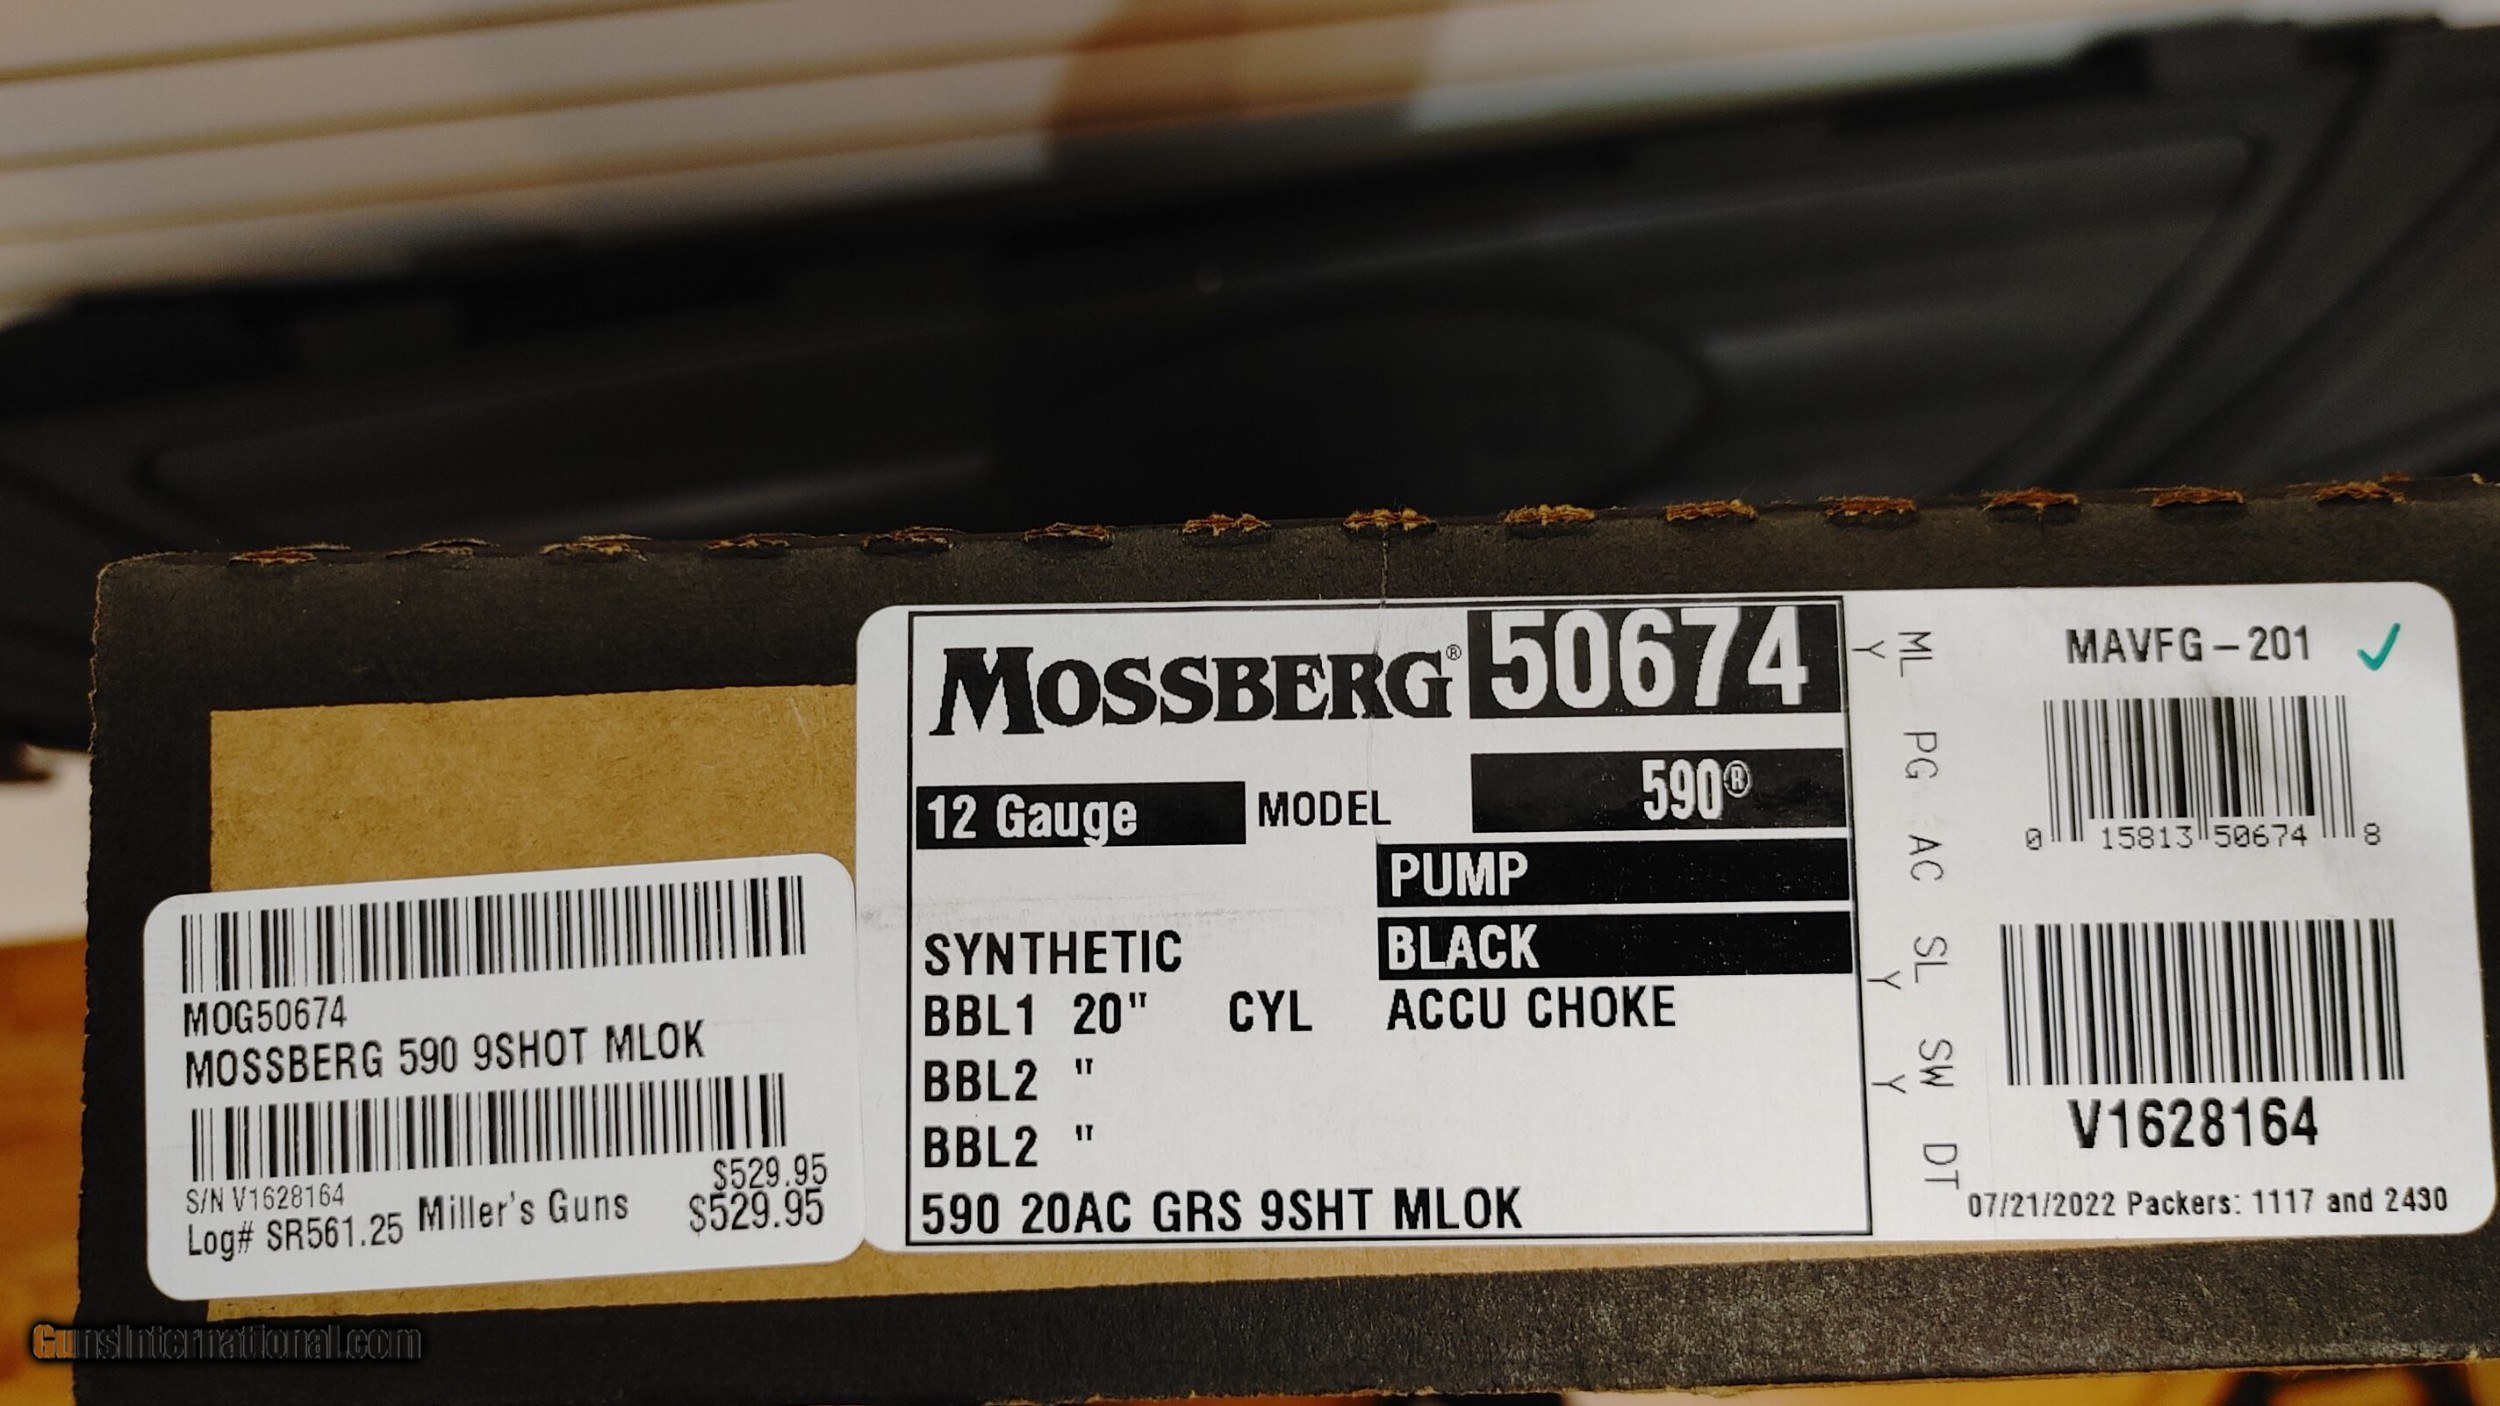 MOSSBERG® 50674
12 Gauge MODEL 590®
PUMP
SYNTHETIC BLACK
BBL1 20" CYL ACCU CHOKE
BBL2 "
BBL2 "
590 20AC GRS 9SHT MLOK
ML PG AC SL SW DT
Y Y Y
MAVFG-201
0 15813 50674 8
V1628164
07/21/2022 Packers: 1117 and 2430
MOG50674
MOSSBERG 590 9SHOT MLOK
$529.95
S/N V1628164
Log# SR561.25 Miller's Guns $529.95
GunsInternational.com